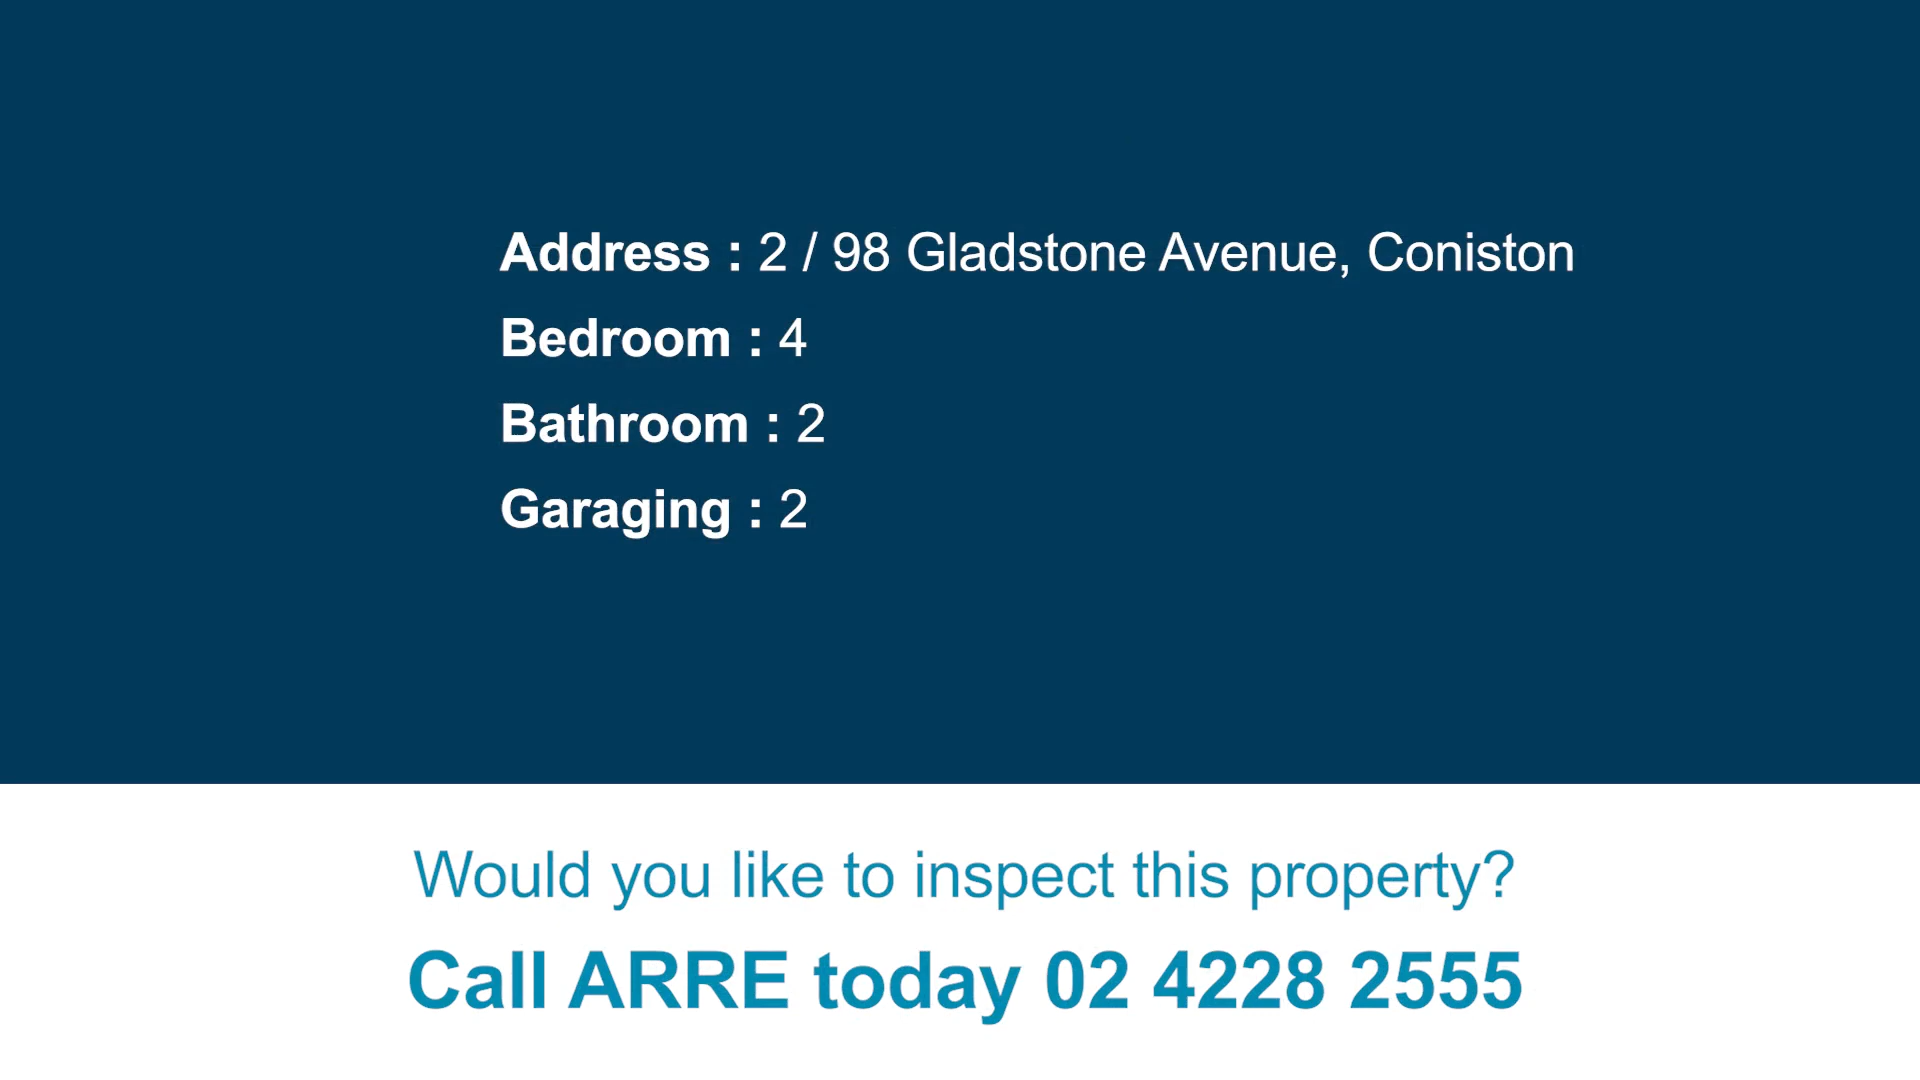 Address : 2 / 98 Gladstone Avenue, Coniston
Bedroom : 4
Bathroom : 2
Garaging : 2
Would you like to inspect this property?
Call ARRE today 02 4228 2555